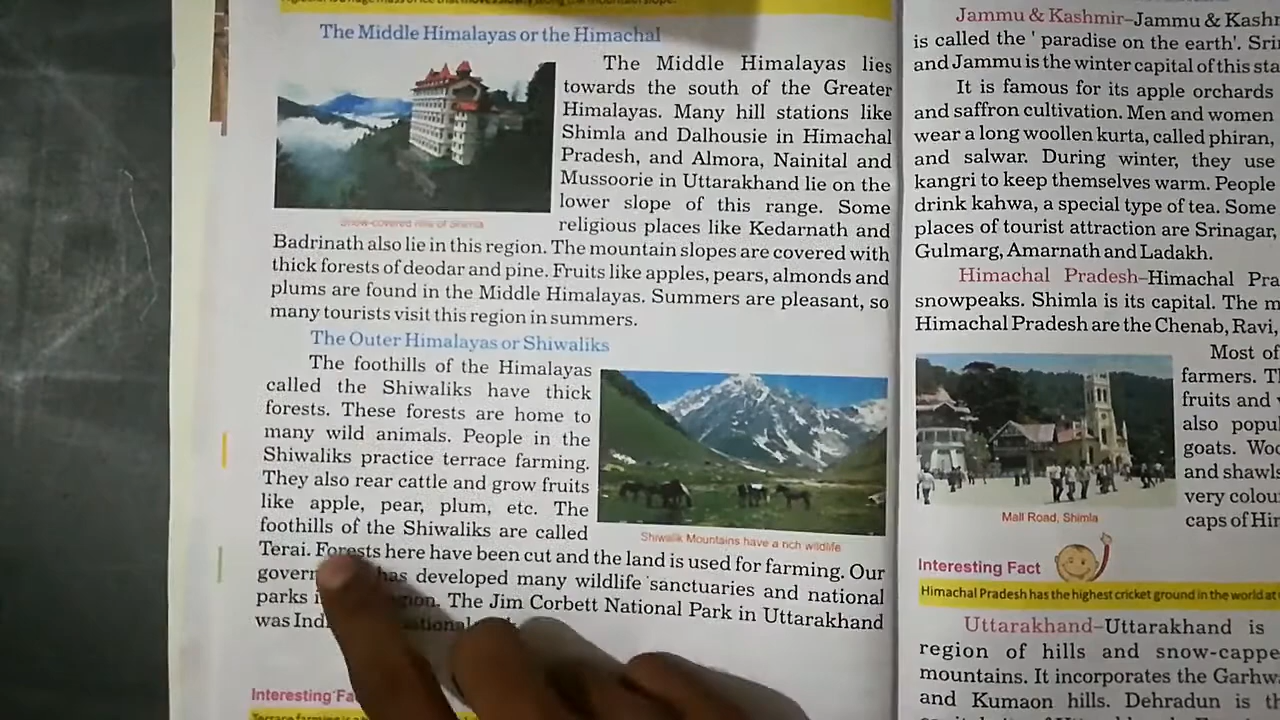 The Middle Himalayas or the Himachal
The Middle Himalayas lies
towards the south of the Greater
Himalayas. Many hill stations like
Shimla and Dalhousie in Himachal
Pradesh, and Almora, Nainital and
Mussoorie in Uttarakhand lie on the
lower slope of this range. Some
religious places like Kedarnath and
Snow-covered hills of Shimla
Badrinath also lie in this region. The mountain slopes are covered with
thick forests of deodar and pine. Fruits like apples, pears, almonds and
plums are found in the Middle Himalayas. Summers are pleasant, so
many tourists visit this region in summers.
The Outer Himalayas or Shiwaliks
The foothills of the Himalayas
called the Shiwaliks have thick
forests. These forests are home to
many wild animals. People in the
Shiwaliks practice terrace farming.
They also rear cattle and grow fruits
like apple, pear, plum, etc. The
foothills of the Shiwaliks are called
Shiwalik Mountains have a rich wildlife
Terai. Forests here have been cut and the land is used for farming. Our
has developed many wildlife sanctuaries and national
parks The Jim Corbett National Park in Uttarakhand
was
Interesting
Jammu & Kashmir–Jammu & Kash
is called the ' paradise on the earth'. Sri
and Jammu is the winter capital of this sta
It is famous for its apple orchards
and saffron cultivation. Men and women
wear a long woollen kurta, called phiran,
and salwar. During winter, they use
kangri to keep themselves warm. People
drink kahwa, a special type of tea. Some
places of tourist attraction are Srinagar,
Gulmarg, Amarnath and Ladakh.
Himachal Pradesh–Himachal Pra
snowpeaks. Shimla is its capital. The m
Himachal Pradesh are the Chenab, Ravi,
Most of
farmers. T
fruits and
also popu
goats. Wo
and shawls
very colou
caps of Hi
Mall Road, Shimla
Interesting Fact
Himachal Pradesh has the highest cricket ground in the world at
Uttarakhand–Uttarakhand is
region of hills and snow-cappe
mountains. It incorporates the Garhw
and Kumaon hills. Dehradun is th